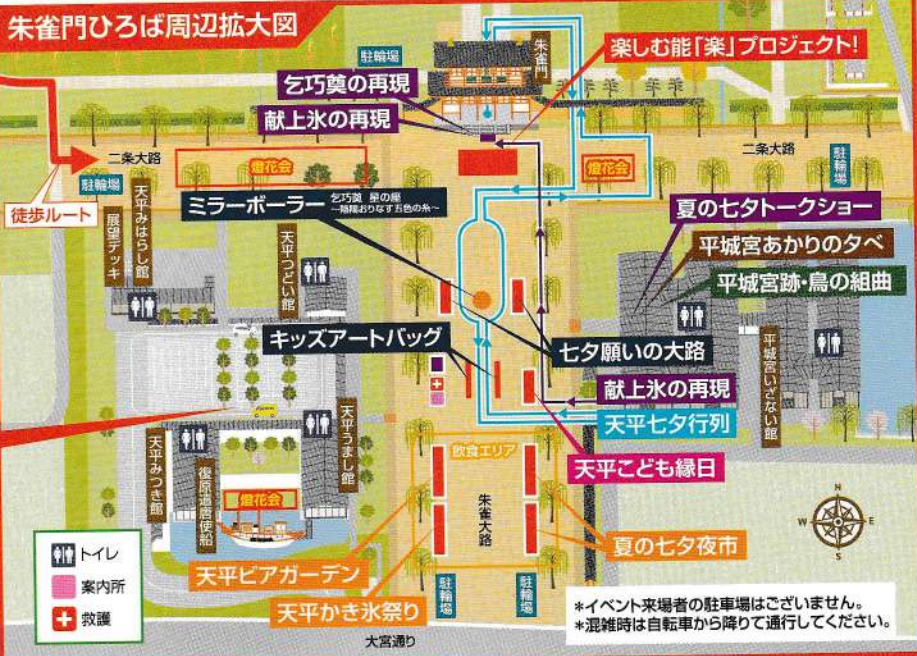 朱雀門ひろば周辺拡大図
駐輪場
朱雀門
楽しむ能「楽」プロジェクト!
乞巧奠の再現
献上氷の再現
二条大路
燈花会
燈花会
二条大路
駐輪場
駐輪場
徒歩ルート
展望デッキ
天平みはらし館
ミラーボーラー
乞巧奠 星の座
~陰陽おりなす五色の糸~
天平つどい館
夏の七夕トークショー
平城宮あかりの夕べ
平城宮跡・鳥の組曲
キッズアートバッグ
七夕願いの大路
献上氷の再現
天平七夕行列
平城宮いざない館
天平こども縁日
飲食エリア
天平みつき館
復原遣唐使船
天平うまし館
燈花会
朱雀大路
天平ビアガーデン
天平かき氷祭り
夏の七夕夜市
駐輪場
駐輪場
N
W
E
S
トイレ
案内所
救護
大宮通り
*イベント来場者の駐車場はございません。
*混雑時は自転車から降りて通行してください。